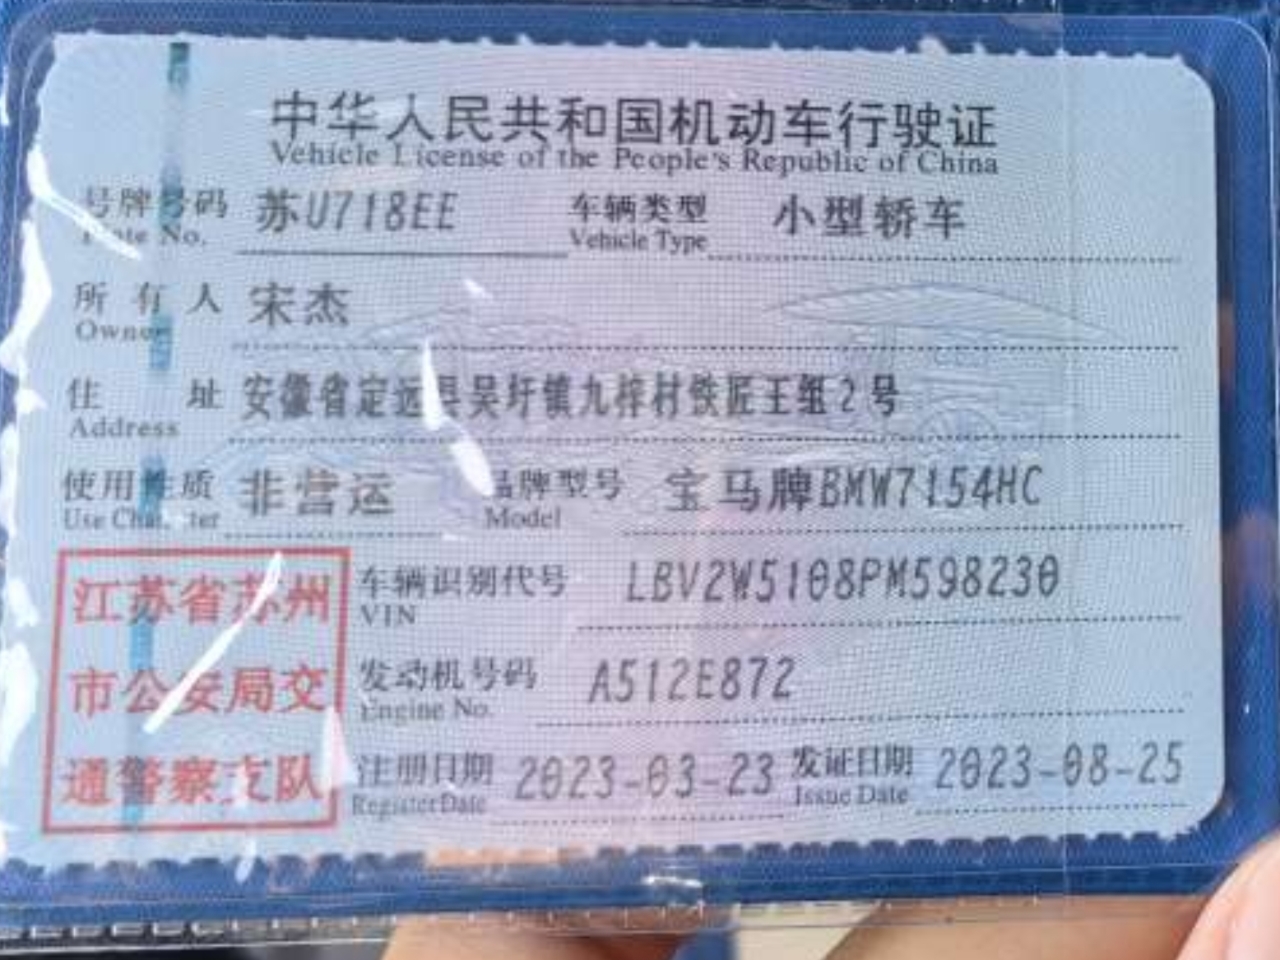 中华人民共和国机动车行驶证
Vehicle License of the People's Republic of China
号牌号码 苏U718EE 车辆类型 小型轿车
Plate No. Vehicle Type
所有人 宋杰
Owner
住址 安徽省定远县吴圩镇九梓村铁匠王组2号
Address
使用性质 非营运 品牌型号 宝马牌BMW7154HC
Use Character Model
江苏省苏州
市公安局交
通警察支队
车辆识别代号 LBV2W5108PM598230
VIN
发动机号码 A512E872
Engine No.
注册日期 2023-03-23 发证日期 2023-08-25
Register Date Issue Date